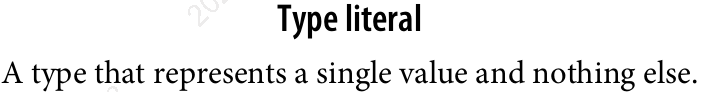 Type literal
A type that represents a single value and nothing else.